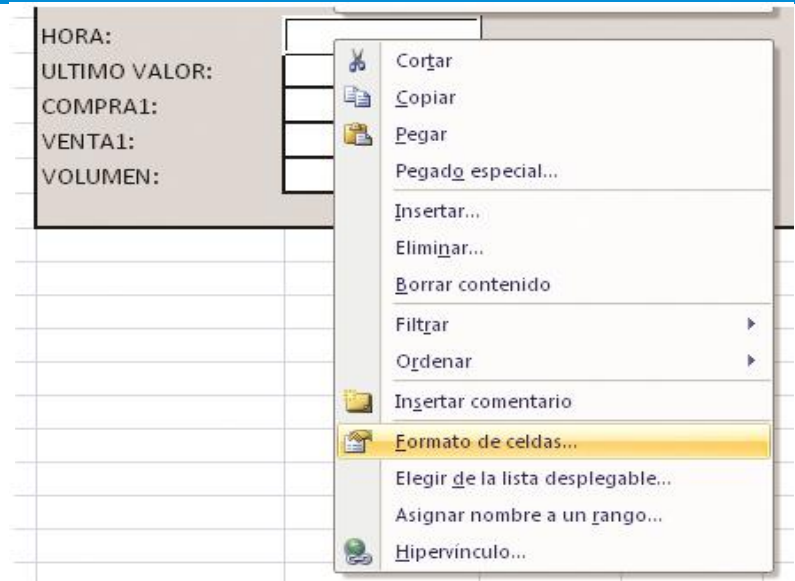 HORA:
ULTIMO VALOR:
COMPRA1:
VENTA1:
VOLUMEN:
Cortar
Copiar
Pegar
Pegado especial...
Insertar...
Eliminar...
Borrar contenido
Filtrar
Ordenar
Insertar comentario
Formato de celdas...
Elegir de la lista desplegable...
Asignar nombre a un rango...
Hipervínculo...